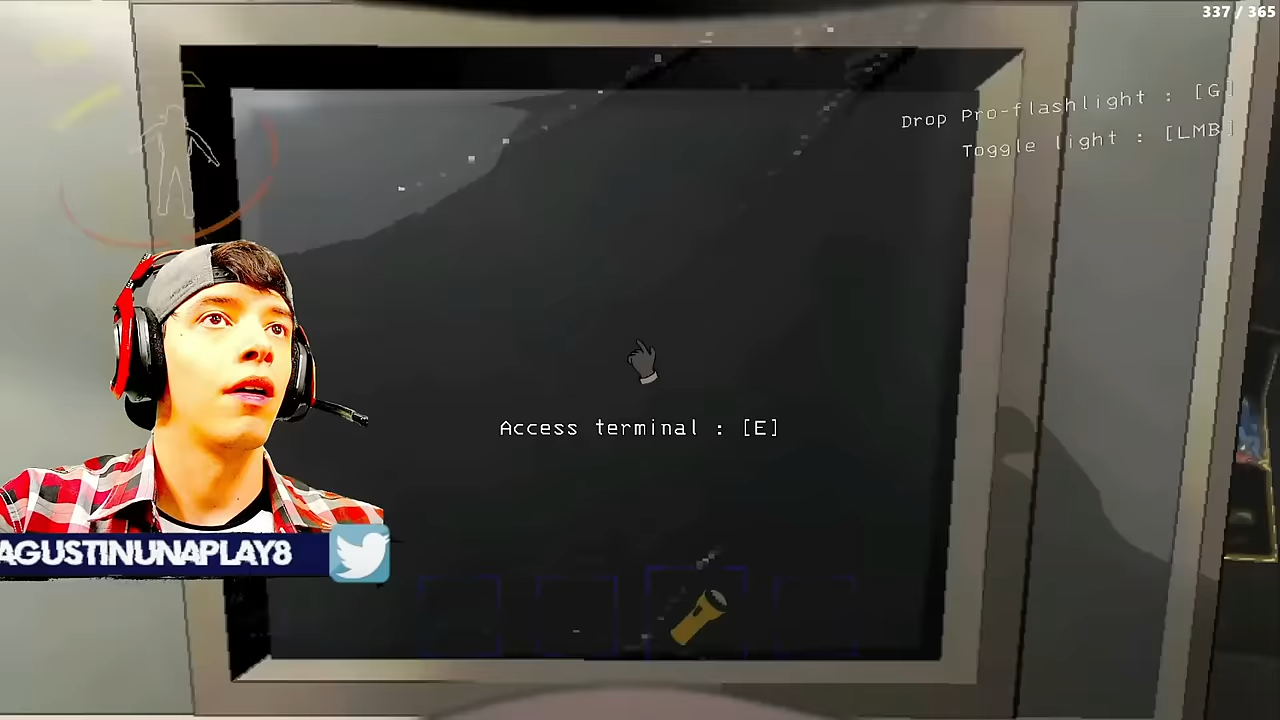 337 / 365
Drop Pro-flashlight : [G]
Toggle light : [LMB]
Access terminal : [E]
AGUSTINUNAPLAY8